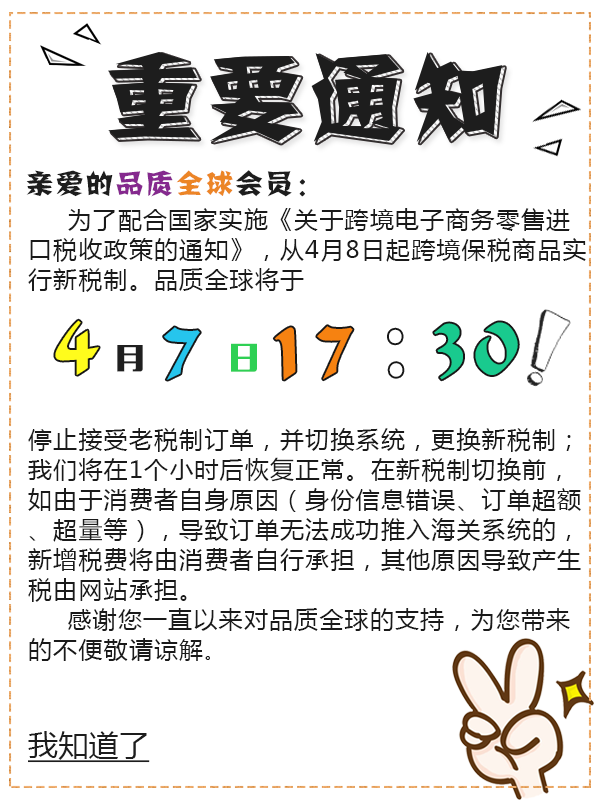 重要通知
亲爱的品质全球会员：
为了配合国家实施《关于跨境电子商务零售进
口税收政策的通知》，从4月8日起跨境保税商品实
行新税制。品质全球将于
4月7日17：30！
停止接受老税制订单，并切换系统，更换新税制；
我们将在1个小时后恢复正常。在新税制切换前，
如由于消费者自身原因（身份信息错误、订单超额
、超量等），导致订单无法成功推入海关系统的，
新增税费将由消费者自行承担，其他原因导致产生
税由网站承担。
感谢您一直以来对品质全球的支持，为您带来
的不便敬请谅解。
我知道了